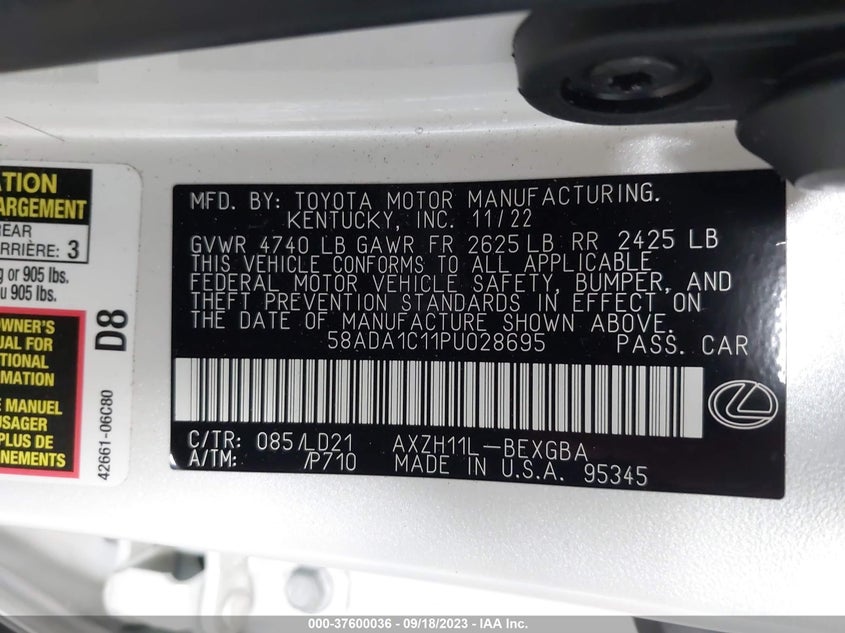 ATION
ARGEMENT
REAR
ARRIÈRE: 3
g or 905 lbs.
u 905 lbs.
OWNER'S
UAL FOR
TIONAL
RMATION
E MANUEL
'USAGER
PLUS DE
GNEMENTS
D8
42661-06C80
MFD. BY: TOYOTA MOTOR MANUFACTURING.
KENTUCKY, INC. 11/22
GVWR 4740 LB GAWR FR 2625 LB RR 2425 LB
THIS VEHICLE CONFORMS TO ALL APPLICABLE
FEDERAL MOTOR VEHICLE SAFETY, BUMPER, AND
THEFT PREVENTION STANDARDS IN EFFECT ON
THE DATE OF MANUFACTURE SHOWN ABOVE.
58ADA1C11PU028695 PASS. CAR
C/TR: 085/LD21 AXZH11L-BEXGBA
A/TM: /P710 MADE IN U.S.A. 95345
000-37600036 - 09/18/2023 - IAA Inc.